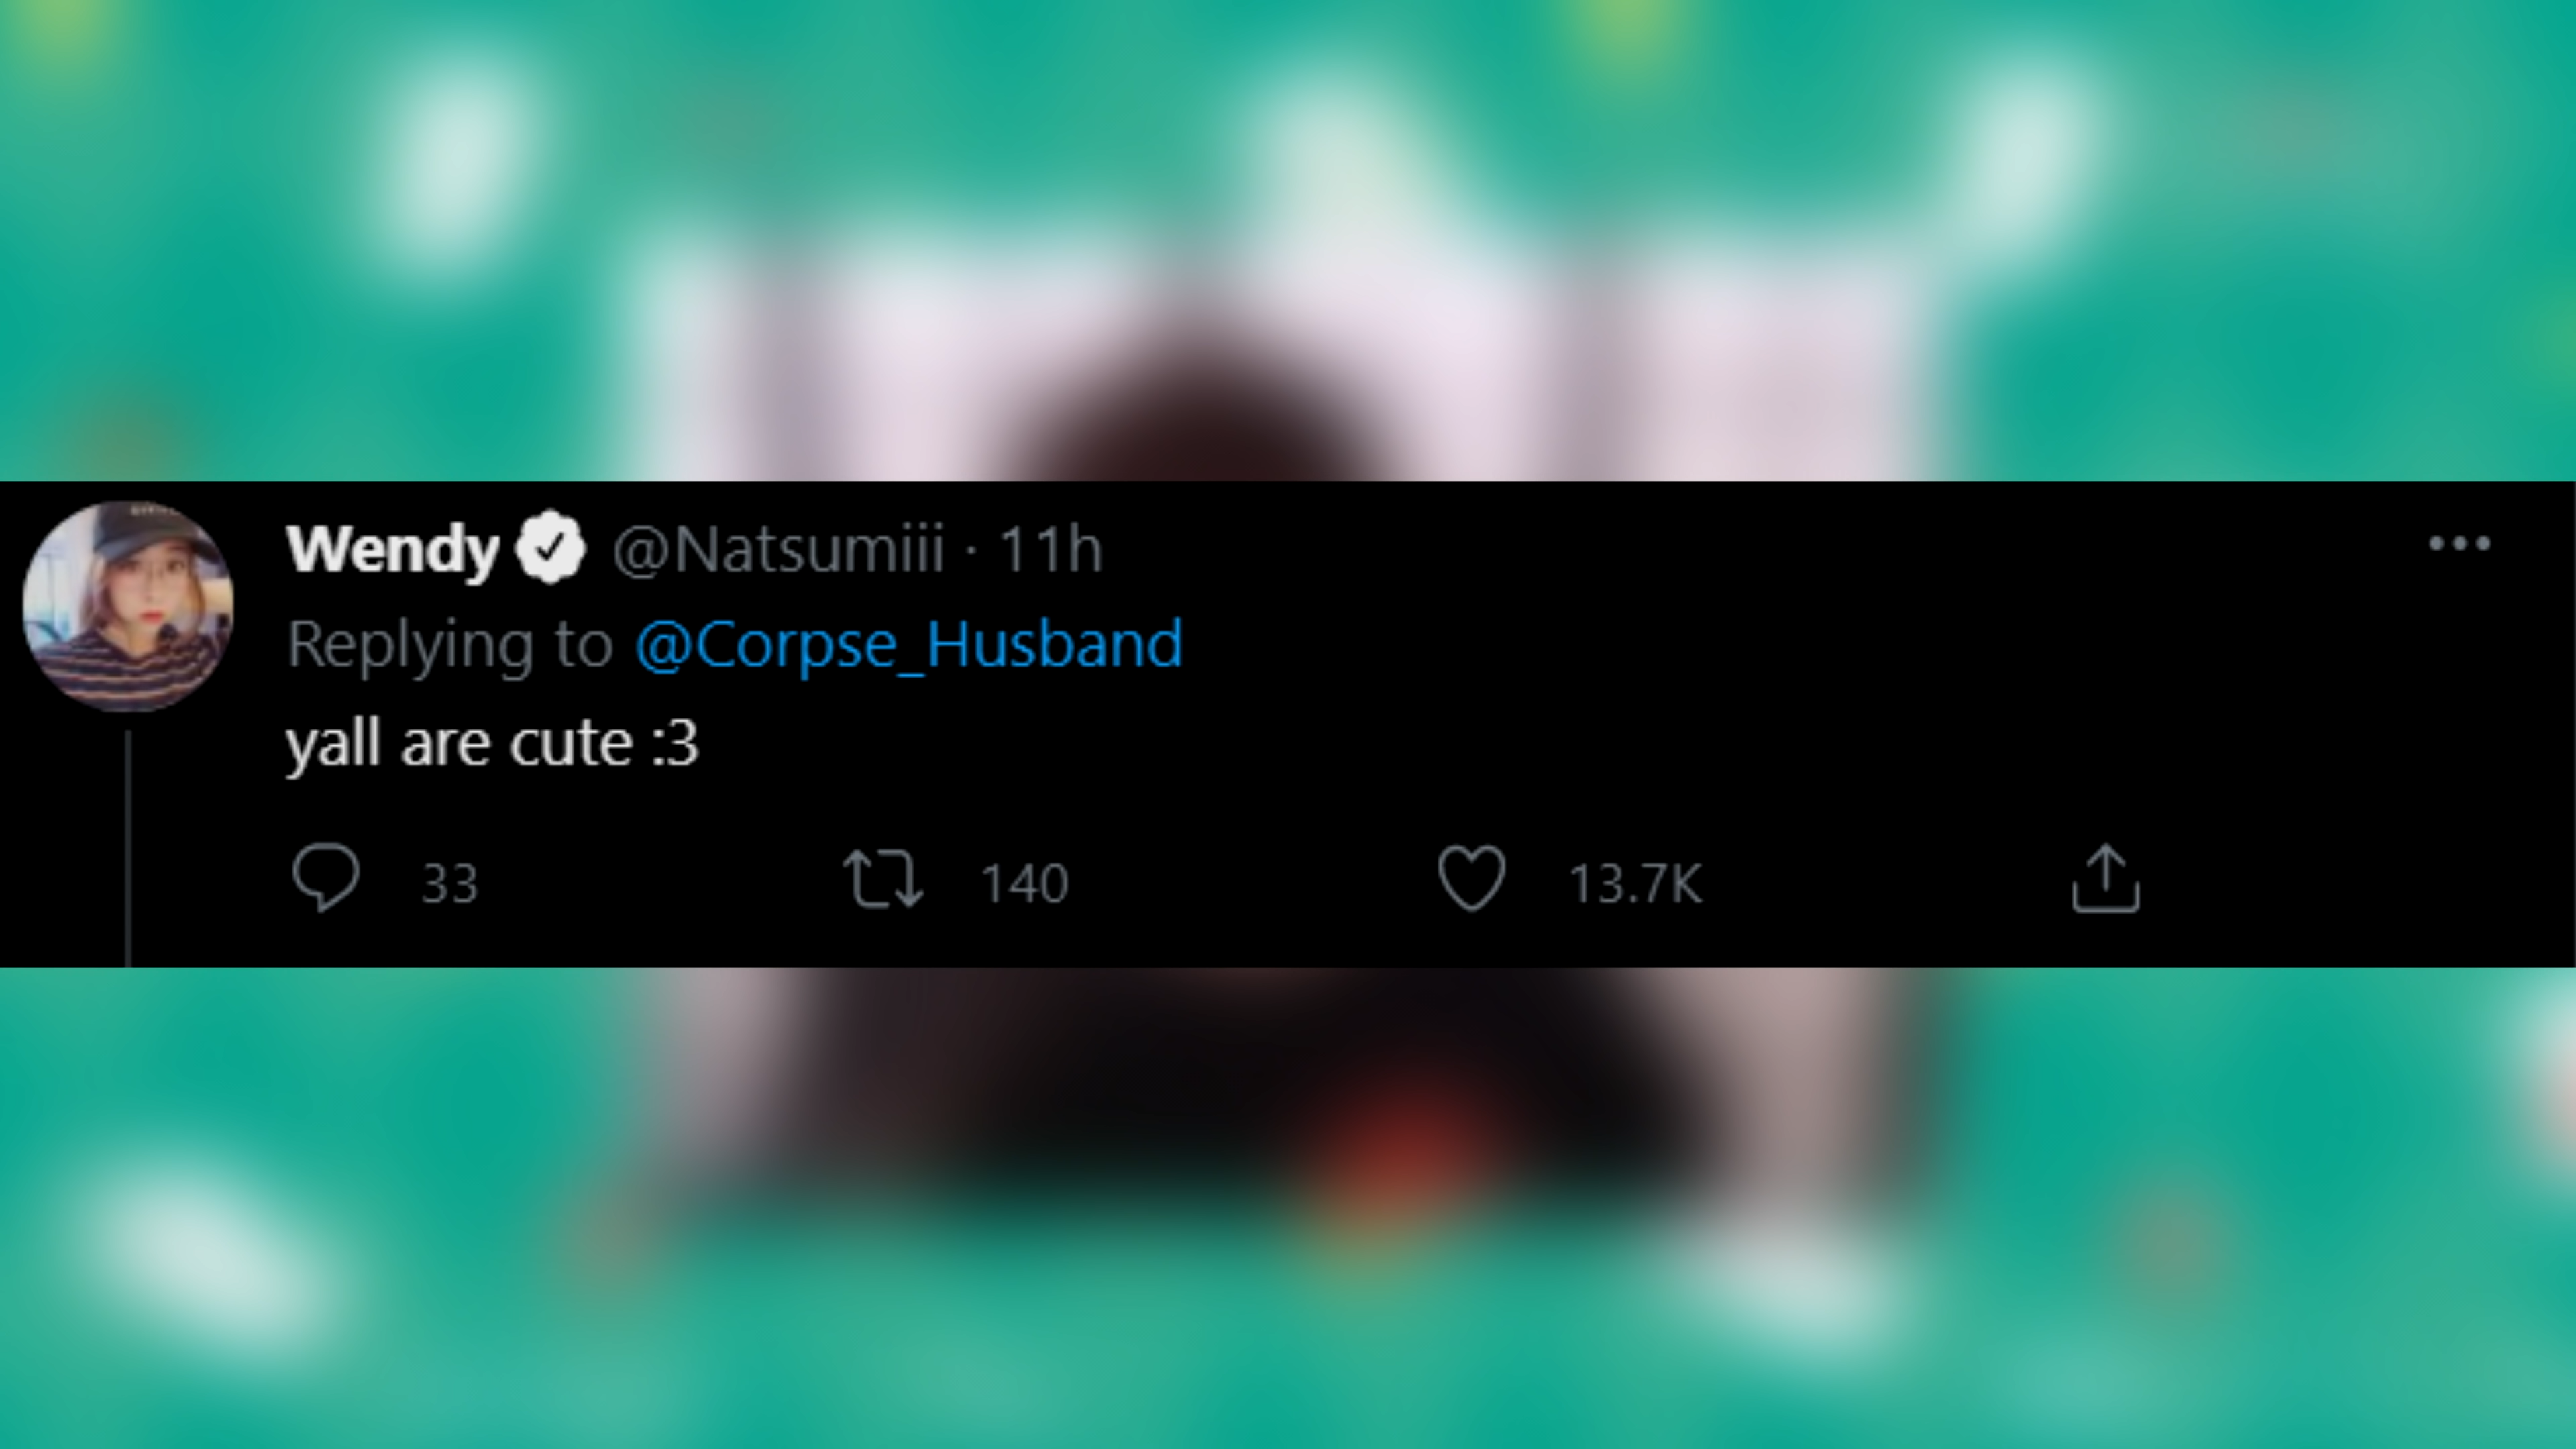 Wendy @Natsumiii · 11h
Replying to @Corpse_Husband
yall are cute :3
33 140 13.7K